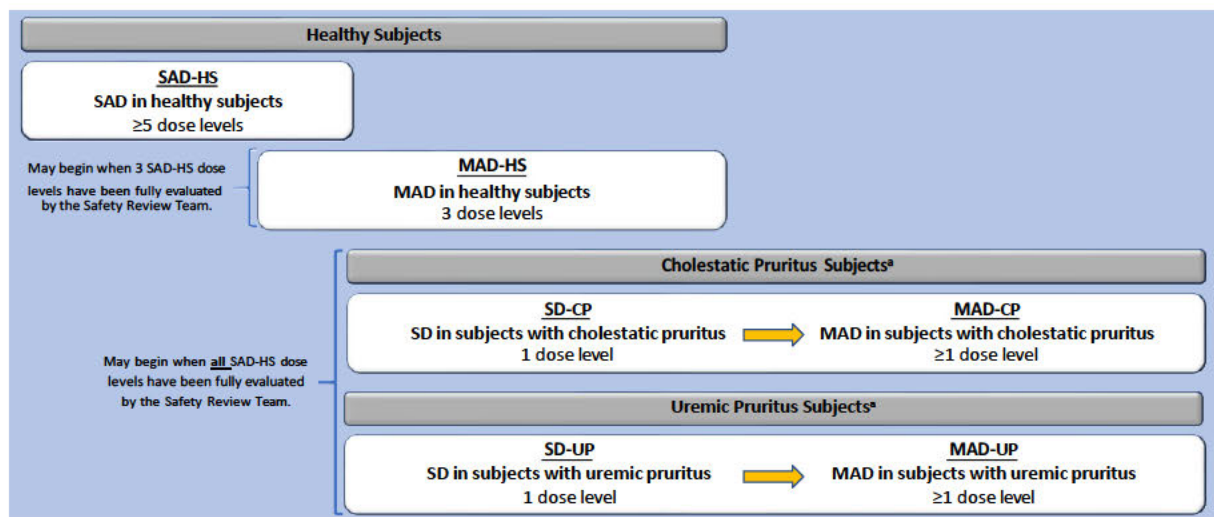 Healthy Subjects
SAD-HS
SAD in healthy subjects
≥5 dose levels
May begin when 3 SAD-HS dose
levels have been fully evaluated
by the Safety Review Team.
MAD-HS
MAD in healthy subjects
3 dose levels
May begin when all SAD-HS dose
levels have been fully evaluated
by the Safety Review Team.
Cholestatic Pruritus Subjectsᵃ
SD-CP
SD in subjects with cholestatic pruritus
1 dose level
MAD-CP
MAD in subjects with cholestatic pruritus
≥1 dose level
Uremic Pruritus Subjectsᵃ
SD-UP
SD in subjects with uremic pruritus
1 dose level
MAD-UP
MAD in subjects with uremic pruritus
≥1 dose level